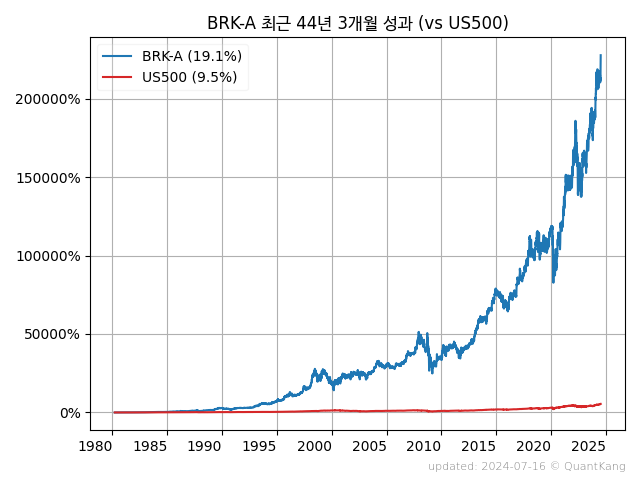 BRK-A 최근 44년 3개월 성과 (vs US500)
BRK-A (19.1%)
US500 (9.5%)
200000%
150000%
100000%
50000%
0%
1980 1985 1990 1995 2000 2005 2010 2015 2020 2025
updated: 2024-07-16 © QuantKang